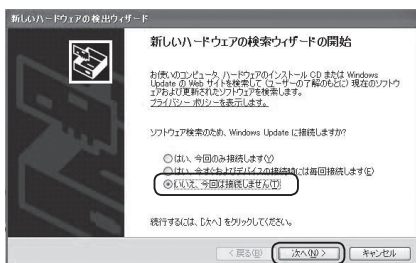 新しいハードウェアの検出ウィザード
新しいハードウェアの検索ウィザードの開始
お使いのコンピュータ、ハードウェアのインストール CD または Windows
Update の Web サイトを検索して (ユーザーの了解のもとに) 現在のソフトウ
ェアおよび更新されたソフトウェアを検索します。
プライバシー ポリシーを表示します。
ソフトウェア検索のため、Windows Update に接続しますか?
はい、今回のみ接続します(Y)
はい、今すぐおよびデバイスの接続時には毎回接続します(E)
いいえ、今回は接続しません(T)
続行するには、[次へ] をクリックしてください。
< 戻る(B)
次へ(N) >
キャンセル